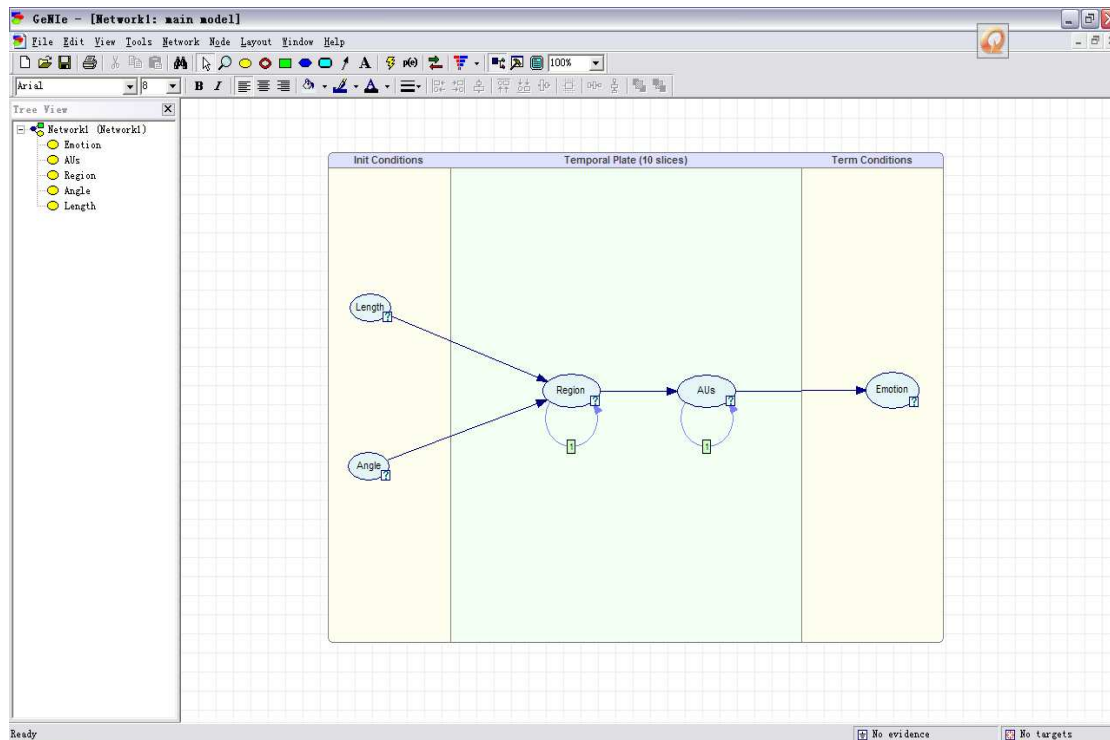 GeNIe - [Network1: main model]
File Edit View Tools Network Node Layout Window Help
A P(e) 100%
Arial 8 B I A
Tree View
Network1 (Network1)
Emotion
AUs
Region
Angle
Length
Init Conditions Temporal Plate (10 slices) Term Conditions
Length
?
Region
?
AUs
?
Emotion
?
1
1
Angle
?
Ready No evidence No targets